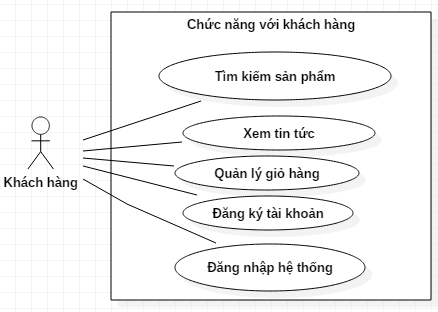 Chức năng với khách hàng
Tìm kiếm sản phẩm
Xem tin tức
Quản lý giỏ hàng
Khách hàng
Đăng ký tài khoản
Đăng nhập hệ thống